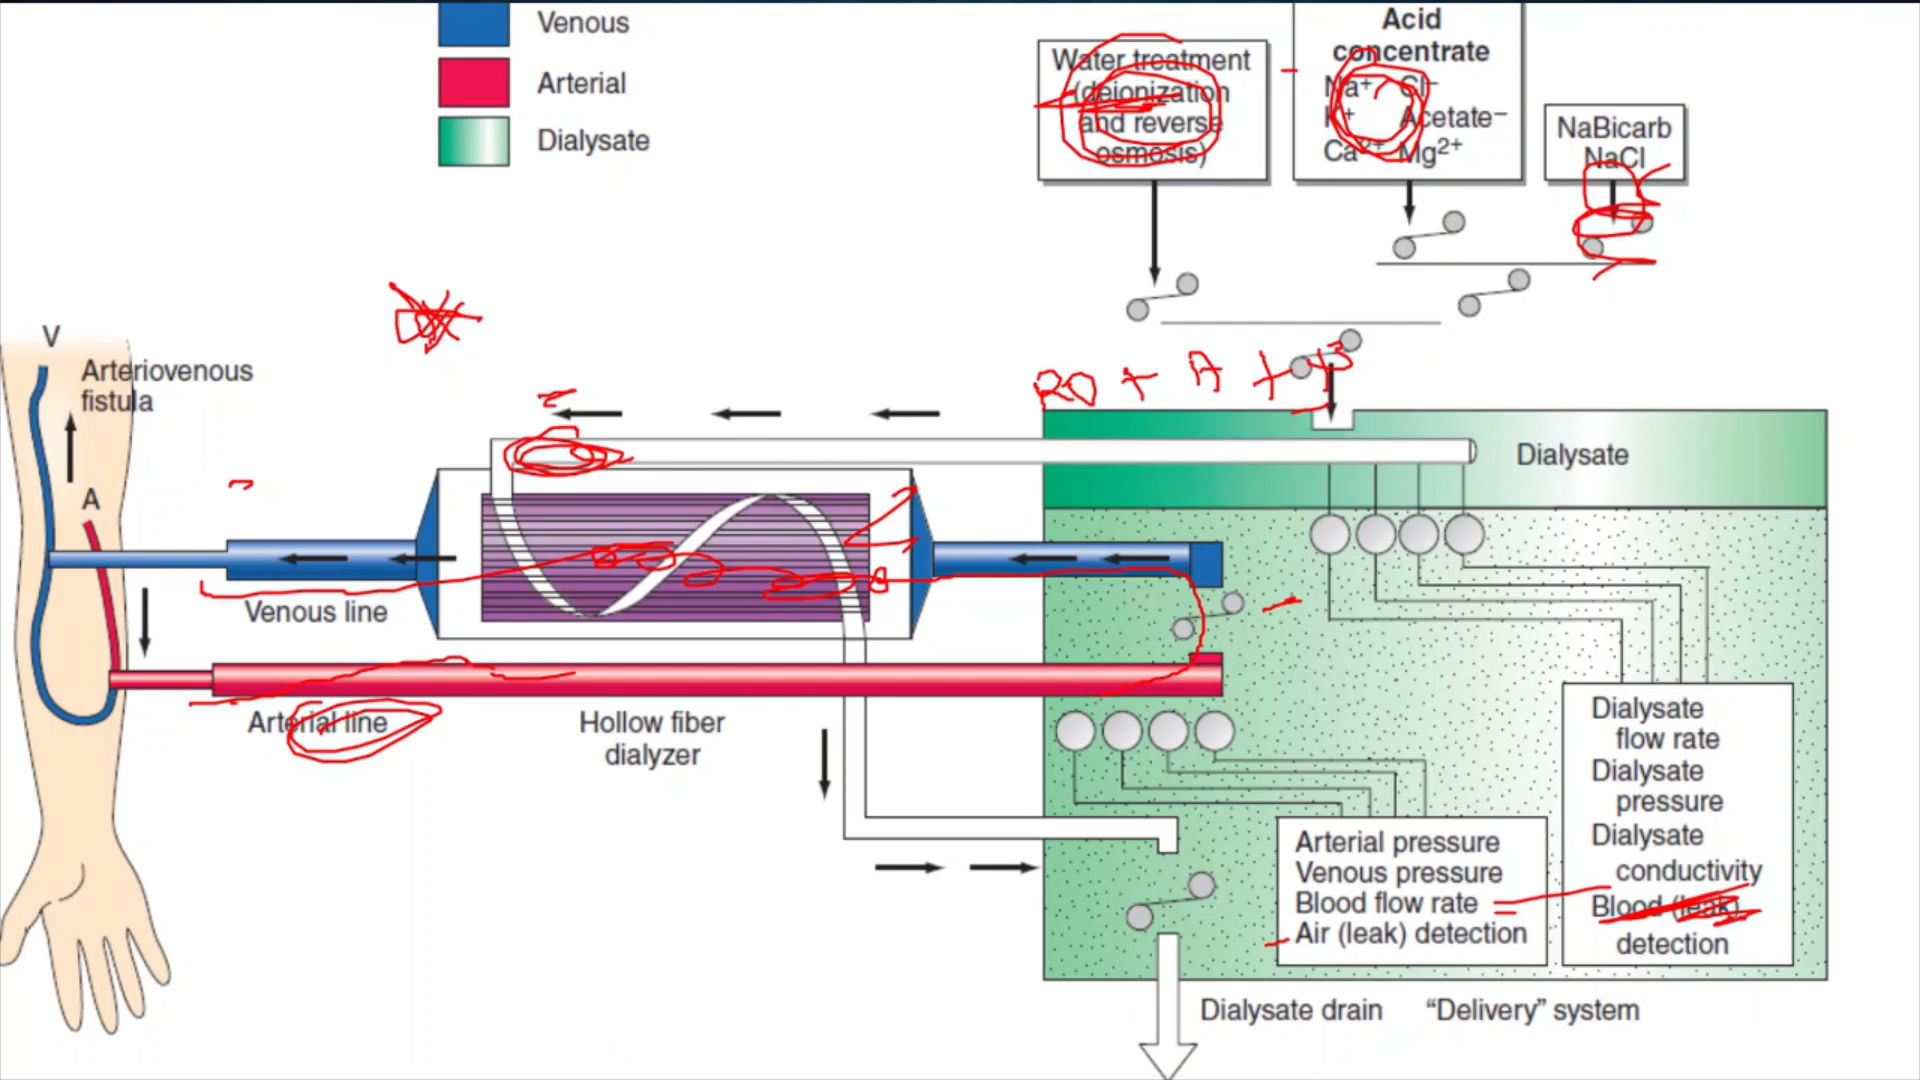 Venous
Arterial
Dialysate
Water treatment
(deionization
and reverse
osmosis)
Acid
concentrate
Na⁺ Cl⁻
K⁺ Acetate⁻
Ca²⁺ Mg²⁺
NaBicarb
NaCl
RO + A + B
V
Arteriovenous
fistula
A
Dialysate
Venous line
Arterial line
Hollow fiber
dialyzer
Arterial pressure
Venous pressure
Blood flow rate
Air (leak) detection
Dialysate
flow rate
Dialysate
pressure
Dialysate
conductivity
Blood (leak)
detection
Dialysate drain
“Delivery” system